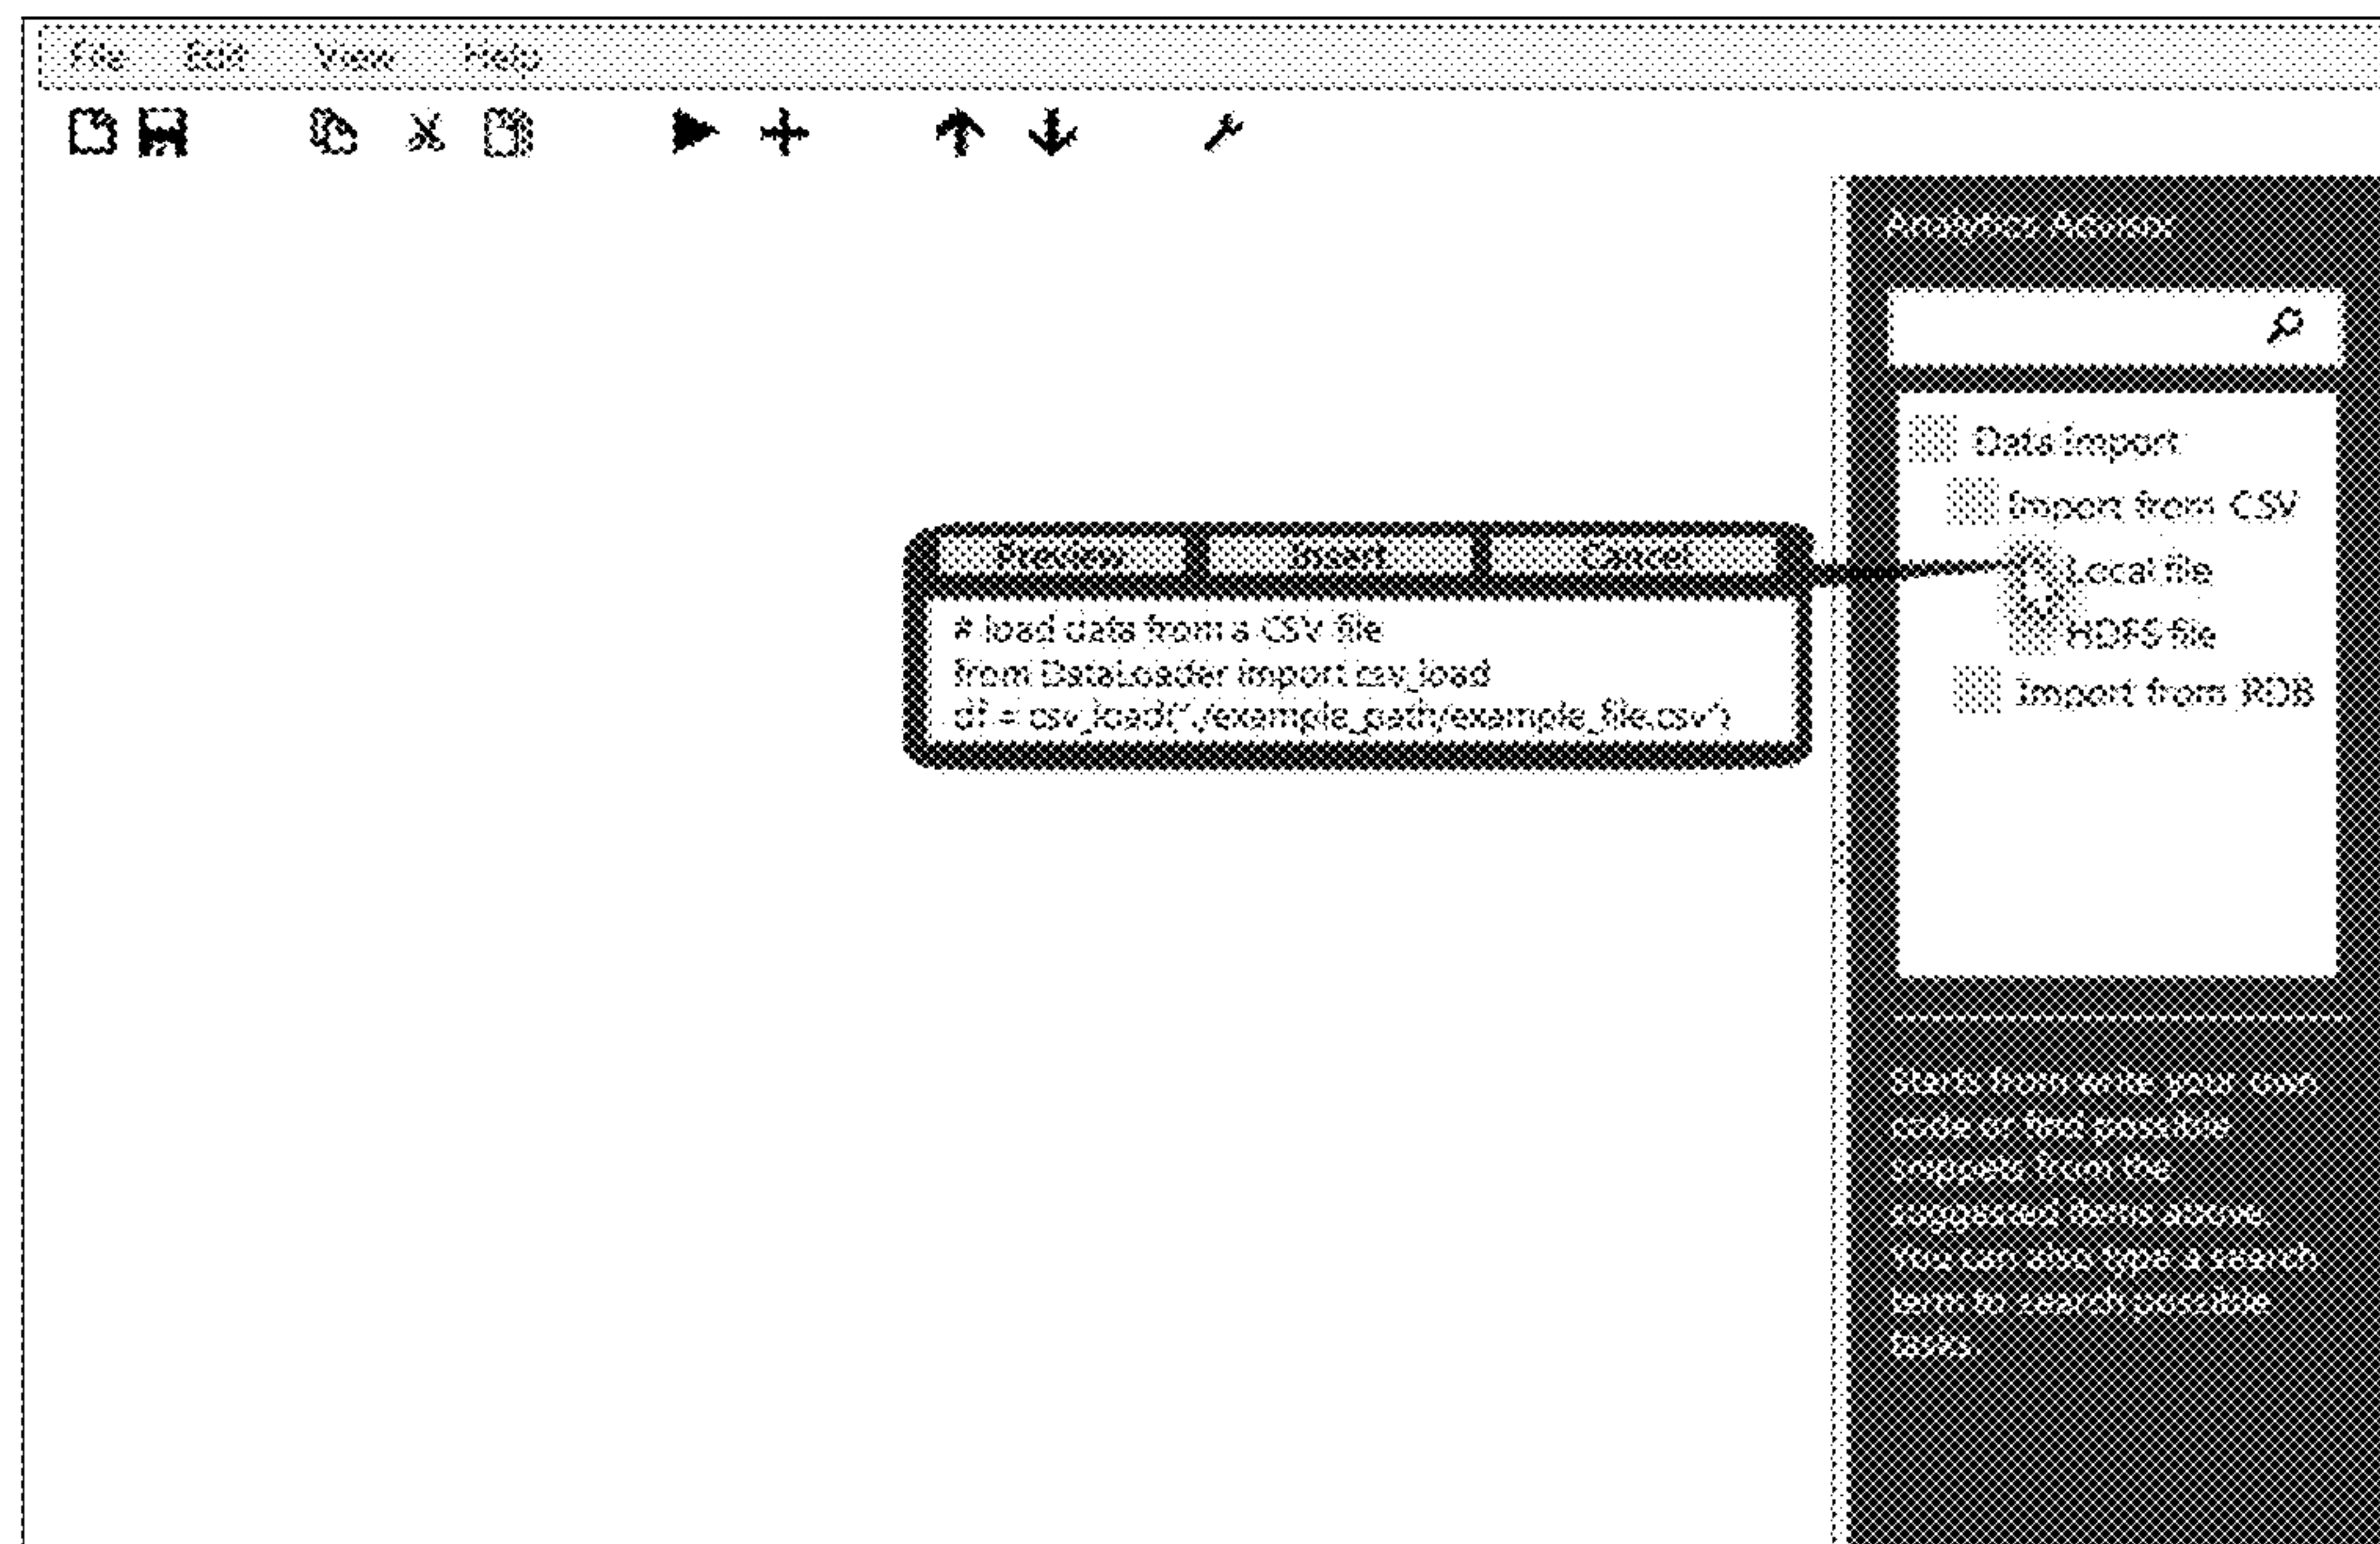 File Edit View Help
Analytics Advisor
Data Import
Import from CSV
Local file
HDFS file
Import from RDB
Preview Insert Cancel
# load data from a CSV file
from DataLoader import csv_load
df = csv_load("./example_path/example_file.csv")
Starts from write your own
code or find possible
snippets from the
suggested items above.
You can also type a search
term to search possible
tasks.